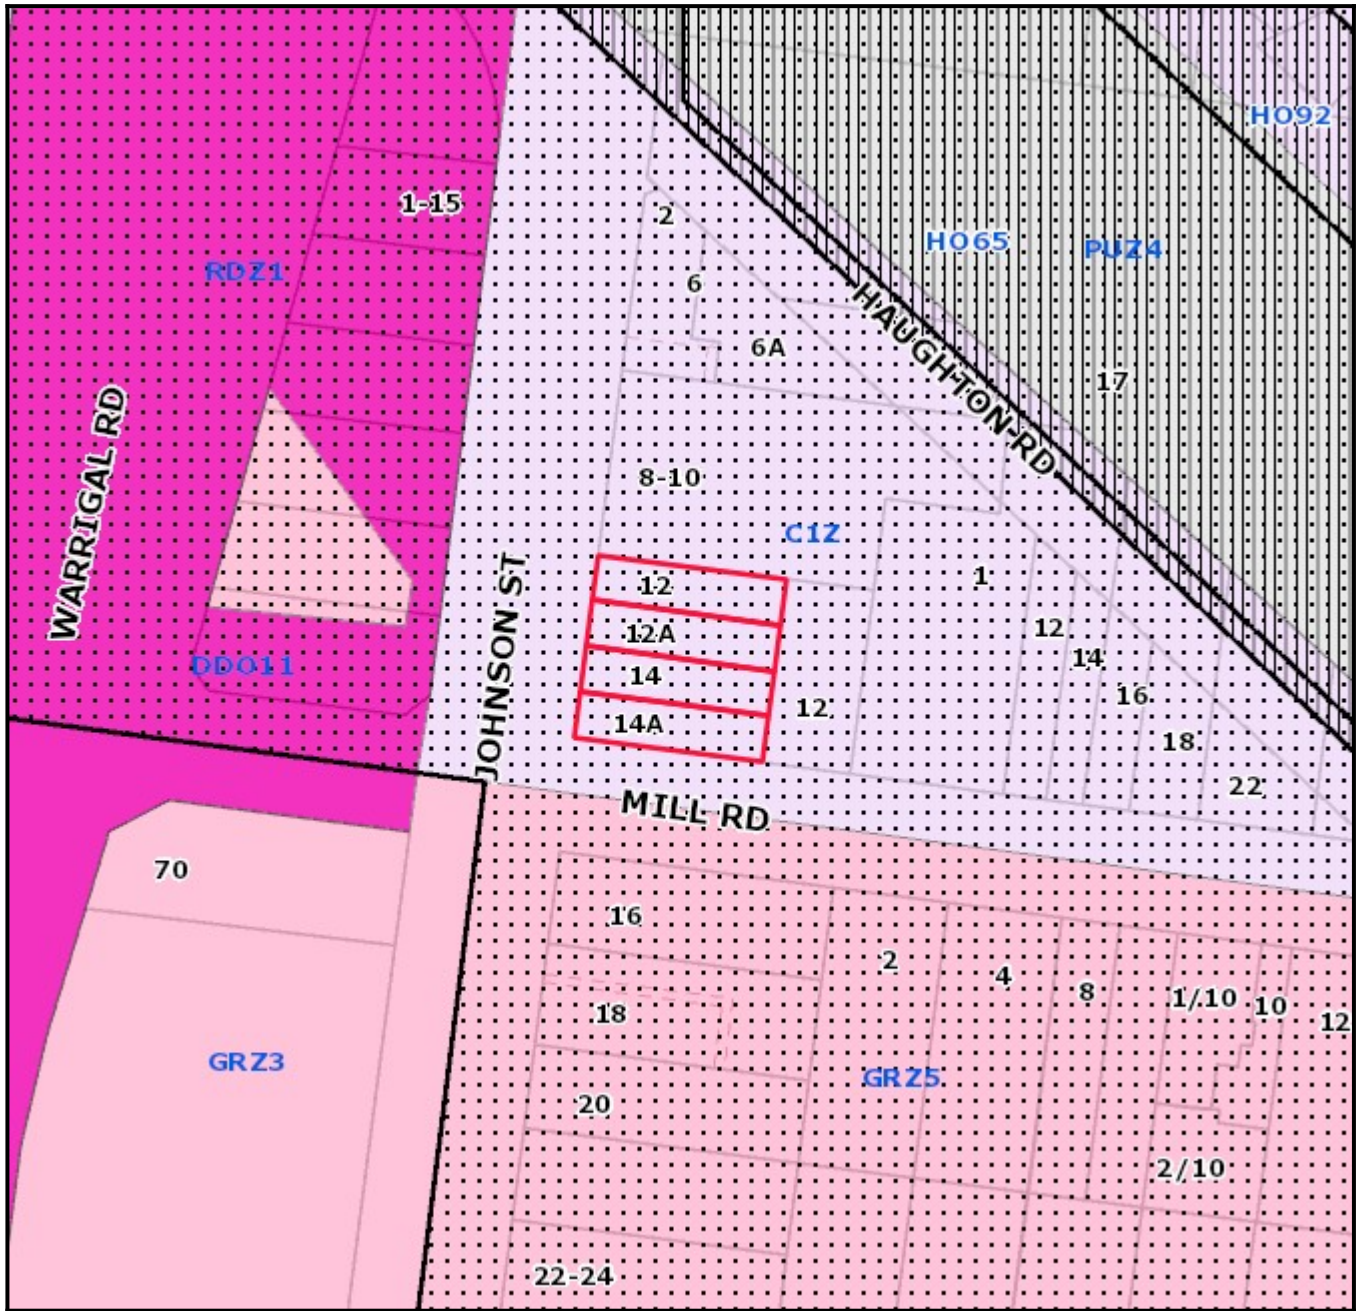 HO92
1-15
2
HO65
PUZ4
RDZ1
6
HAUGHTON RD
6A
17
WARRIGAL RD
8-10
C1Z
JOHNSON ST
12
1
12A
12
14
14
DDO11
16
14A
12
18
22
MILL RD
70
16
2
4
8
1/10
10
12
18
GRZ3
GRZ5
20
2/10
22-24